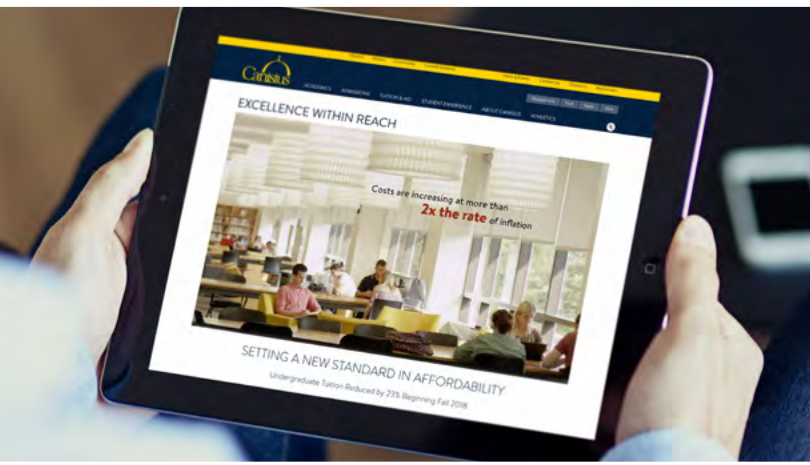 Canisius
ACADEMICS ADMISSIONS TUITION & AID STUDENT EXPERIENCE ABOUT CANISIUS ATHLETICS
EXCELLENCE WITHIN REACH
Costs are increasing at more than
2x the rate of inflation
SETTING A NEW STANDARD IN AFFORDABILITY
Undergraduate Tuition Reduced by 23% Beginning Fall 2018